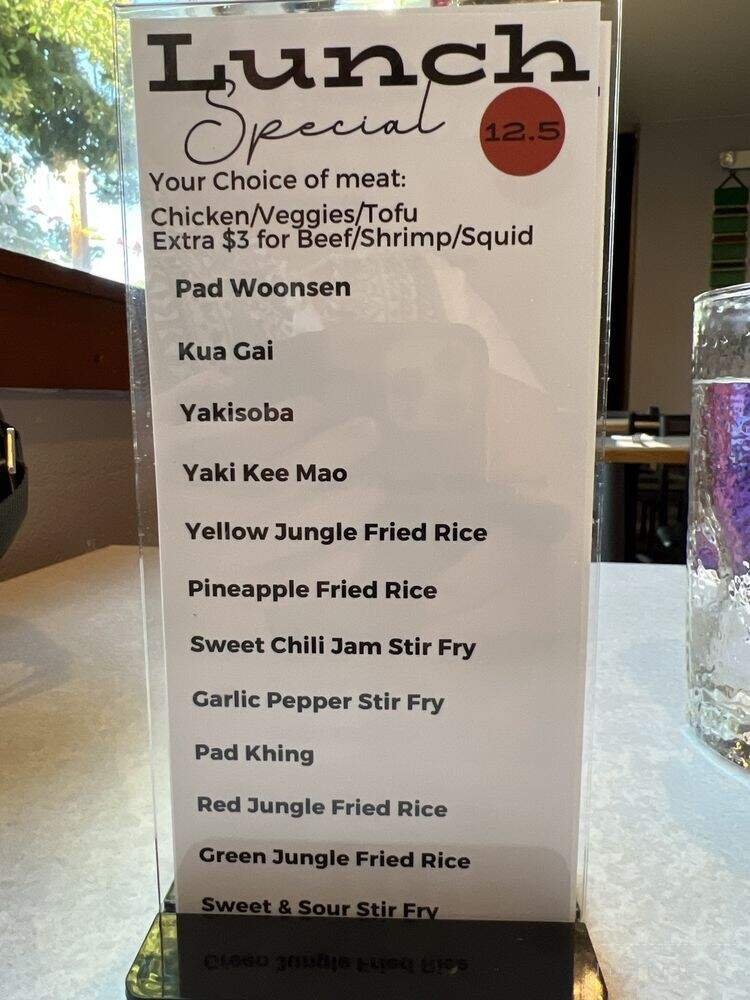 Lunch
Special
12.5
Your Choice of meat:
Chicken/Veggies/Tofu
Extra $3 for Beef/Shrimp/Squid
Pad Woonsen
Kua Gai
Yakisoba
Yaki Kee Mao
Yellow Jungle Fried Rice
Pineapple Fried Rice
Sweet Chili Jam Stir Fry
Garlic Pepper Stir Fry
Pad Khing
Red Jungle Fried Rice
Green Jungle Fried Rice
Sweet & Sour Stir Fry